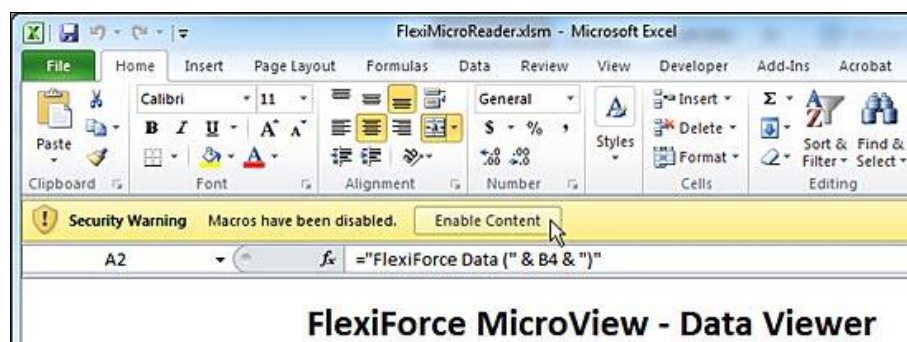 FlexiMicroReader.xlsm - Microsoft Excel
File Home Insert Page Layout Formulas Data Review View Developer Add-Ins Acrobat
Calibri 11 General Insert Σ
Paste B I U A A $ % , Styles Delete Sort & Find &
.00 .0 Format Filter Select
Clipboard Font Alignment Number Cells Editing
Security Warning Macros have been disabled. Enable Content
A2 fx ="FlexiForce Data (" & B4 & ")"
FlexiForce MicroView - Data Viewer